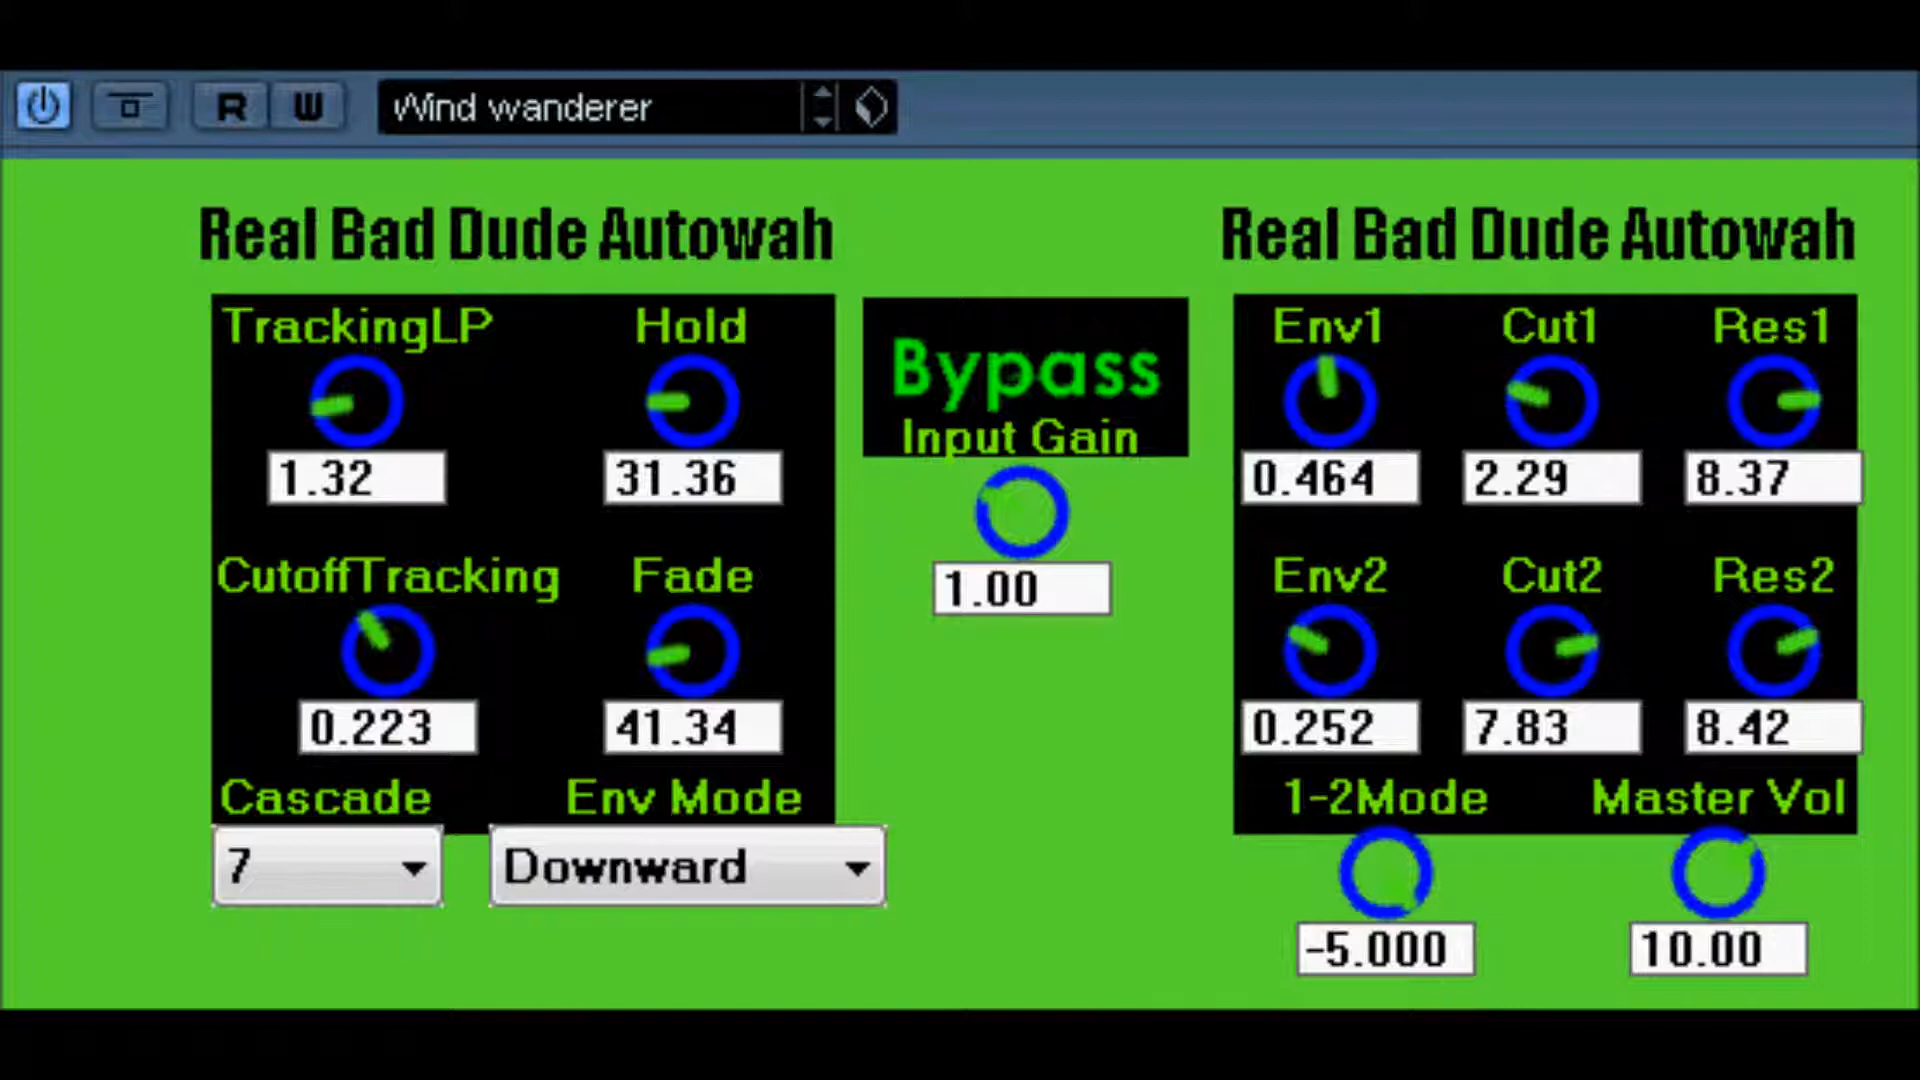 R W Wind wanderer
Real Bad Dude Autowah Real Bad Dude Autowah
TrackingLP Hold
1.32 31.36
CutoffTracking Fade
0.223 41.34
Cascade Env Mode
7 Downward
Bypass
Input Gain
1.00
Env1 Cut1 Res1
0.464 2.29 8.37
Env2 Cut2 Res2
0.252 7.83 8.42
1-2Mode Master Vol
-5.000 10.00